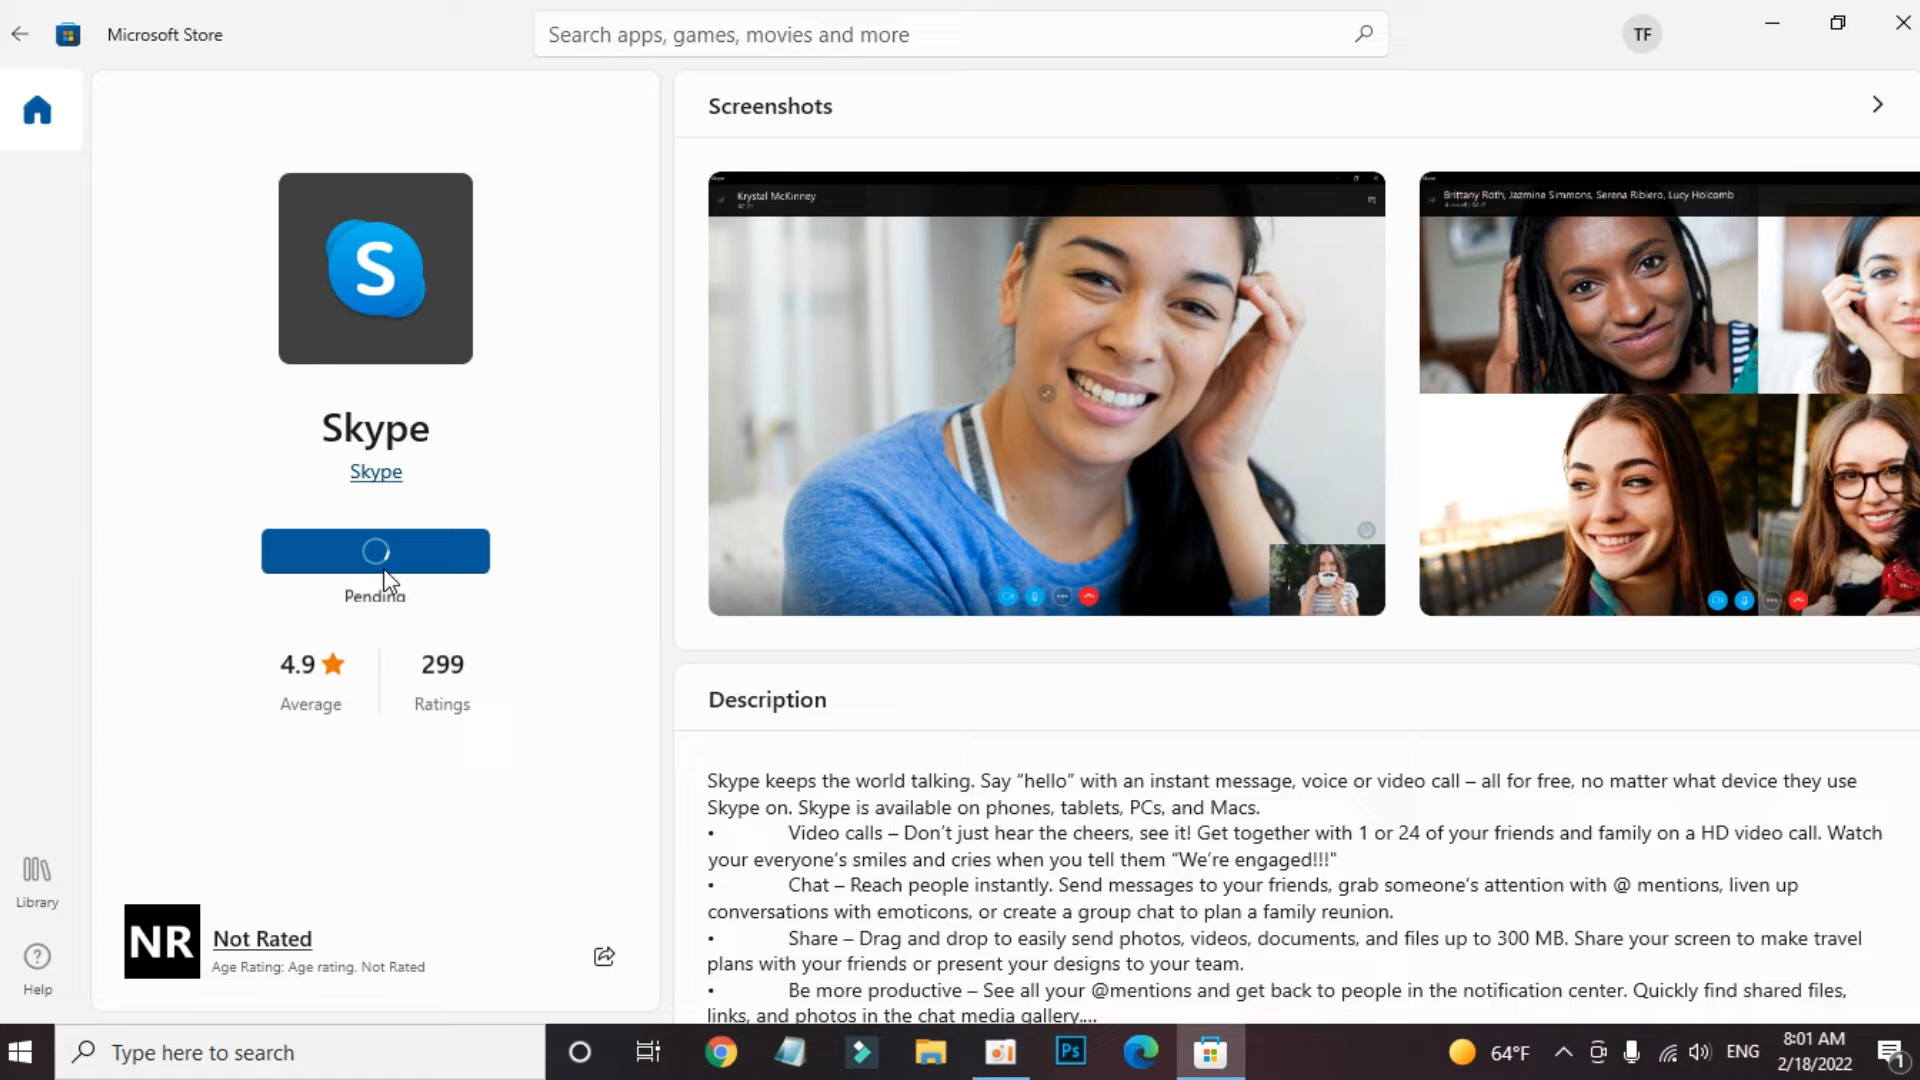 Microsoft Store
Search apps, games, movies and more
TF
Screenshots
Krystal McKinney
Brittany Roth, Jazmine Simmons, Serena Ribiero, Lucy Holcomb
S
Skype
Skype
Pending
4.9
299
Average
Ratings
Description
Skype keeps the world talking. Say “hello” with an instant message, voice or video call – all for free, no matter what device they use
Skype on. Skype is available on phones, tablets, PCs, and Macs.
• Video calls – Don’t just hear the cheers, see it! Get together with 1 or 24 of your friends and family on a HD video call. Watch
your everyone’s smiles and cries when you tell them “We’re engaged!!!"
• Chat – Reach people instantly. Send messages to your friends, grab someone’s attention with @ mentions, liven up
conversations with emoticons, or create a group chat to plan a family reunion.
• Share – Drag and drop to easily send photos, videos, documents, and files up to 300 MB. Share your screen to make travel
plans with your friends or present your designs to your team.
• Be more productive – See all your @mentions and get back to people in the notification center. Quickly find shared files,
links, and photos in the chat media gallery....
Library
Help
NR
Not Rated
Age Rating: Age rating. Not Rated
Type here to search
Ps
64°F
ENG
8:01 AM
2/18/2022
1